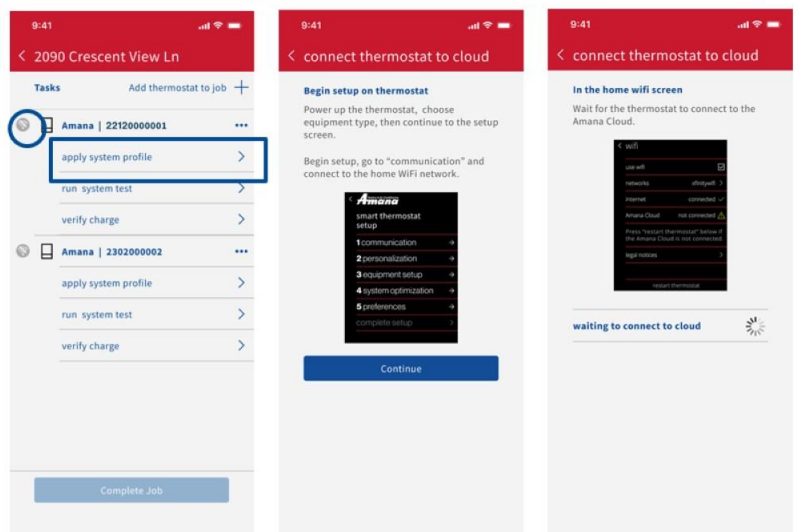 9:41
2090 Crescent View Ln
Tasks
Add thermostat to job
Amana | 22120000001
apply system profile
run system test
verify charge
Amana | 2302000002
apply system profile
run system test
verify charge
Complete Job
9:41
connect thermostat to cloud
Begin setup on thermostat
Power up the thermostat, choose
equipment type, then continue to the setup
screen.
Begin setup, go to "communication" and
connect to the home WiFi network.
Amana
smart thermostat
setup
1 communication
2 personalization
3 equipment setup
4 system optimization
5 preferences
complete setup
Continue
9:41
connect thermostat to cloud
In the home wifi screen
Wait for the thermostat to connect to the
Amana Cloud.
wifi
use wifi
networks xfinitywifi
internet connected
Amana Cloud not connected
Press "restart thermostat" below if
the Amana Cloud is not connected
legal notices
restart thermostat
waiting to connect to cloud